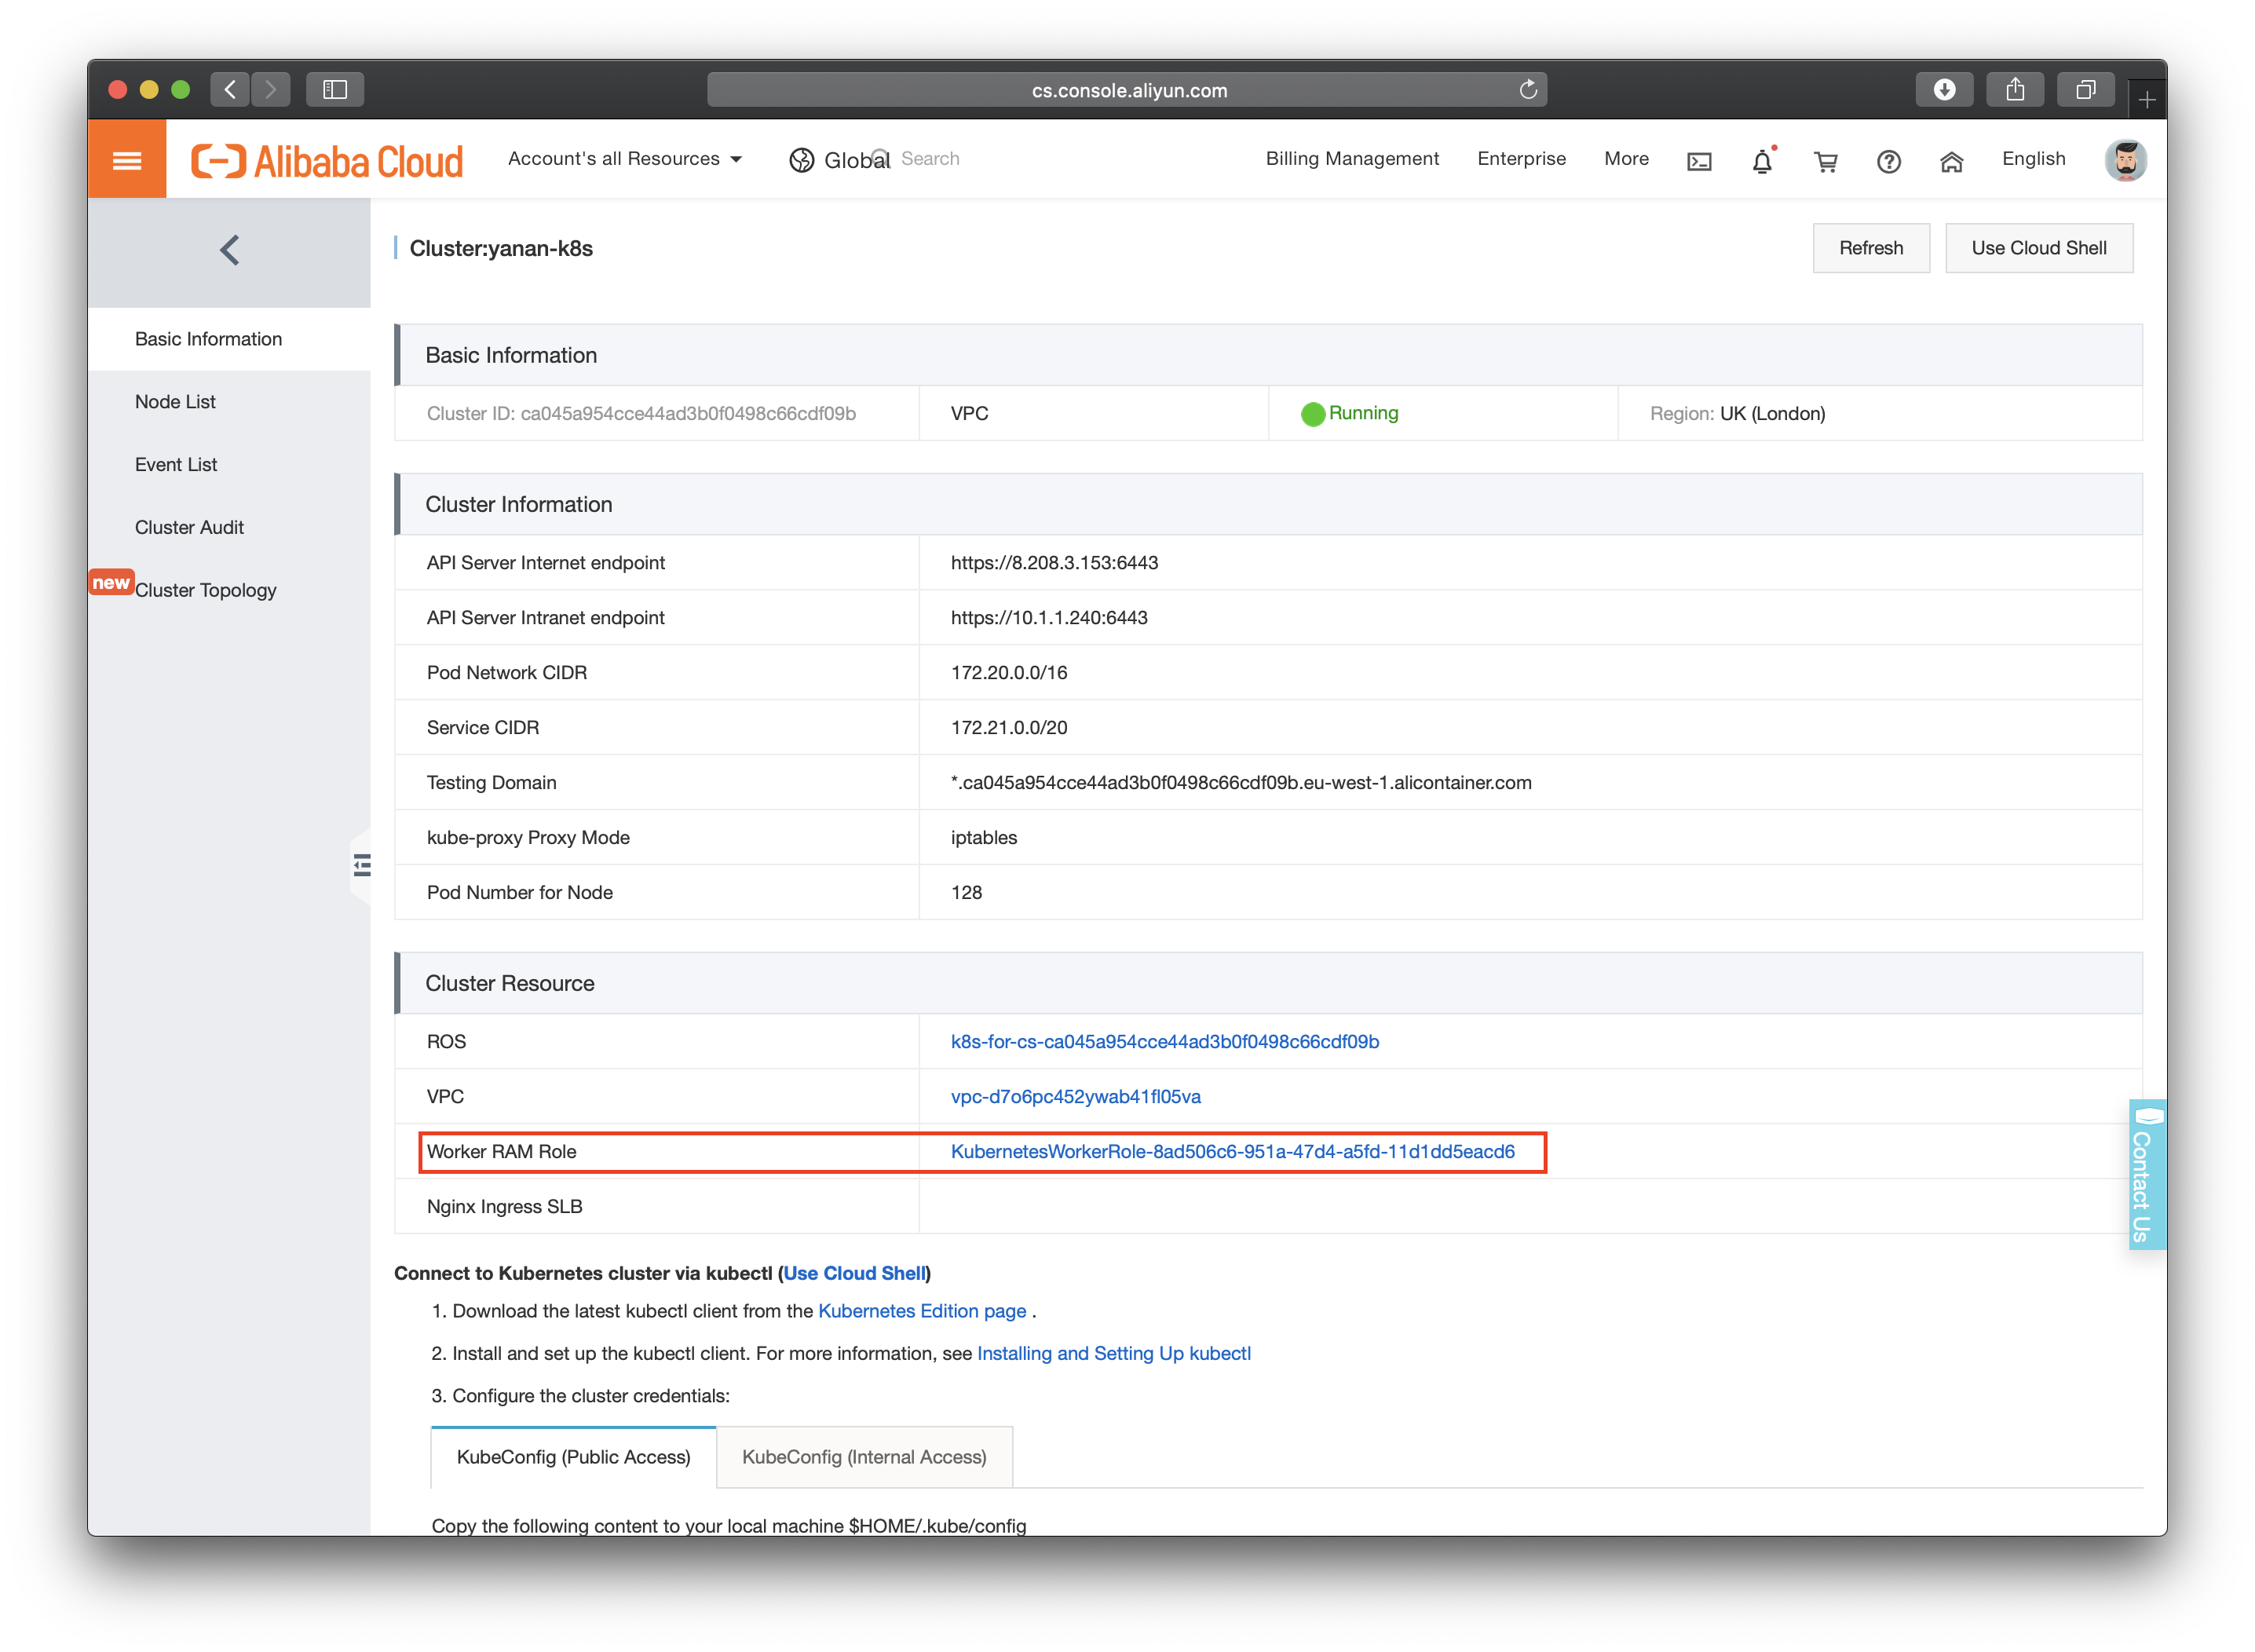 cs.console.aliyun.com
Alibaba Cloud
Account's all Resources
Global
Search
Billing Management
Enterprise
More
English
Cluster:yanan-k8s
Refresh
Use Cloud Shell
Basic Information
Node List
Event List
Cluster Audit
new
Cluster Topology
Basic Information
Cluster ID: ca045a954cce44ad3b0f0498c66cdf09b
VPC
Running
Region: UK (London)
Cluster Information
API Server Internet endpoint
https://8.208.3.153:6443
API Server Intranet endpoint
https://10.1.1.240:6443
Pod Network CIDR
172.20.0.0/16
Service CIDR
172.21.0.0/20
Testing Domain
*.ca045a954cce44ad3b0f0498c66cdf09b.eu-west-1.alicontainer.com
kube-proxy Proxy Mode
iptables
Pod Number for Node
128
Cluster Resource
ROS
k8s-for-cs-ca045a954cce44ad3b0f0498c66cdf09b
VPC
vpc-d7o6pc452ywab41fl05va
Worker RAM Role
KubernetesWorkerRole-8ad506c6-951a-47d4-a5fd-11d1dd5eacd6
Nginx Ingress SLB
Contact Us
Connect to Kubernetes cluster via kubectl (Use Cloud Shell)
1. Download the latest kubectl client from the Kubernetes Edition page .
2. Install and set up the kubectl client. For more information, see Installing and Setting Up kubectl
3. Configure the cluster credentials:
KubeConfig (Public Access)
KubeConfig (Internal Access)
Copy the following content to your local machine $HOME/.kube/config